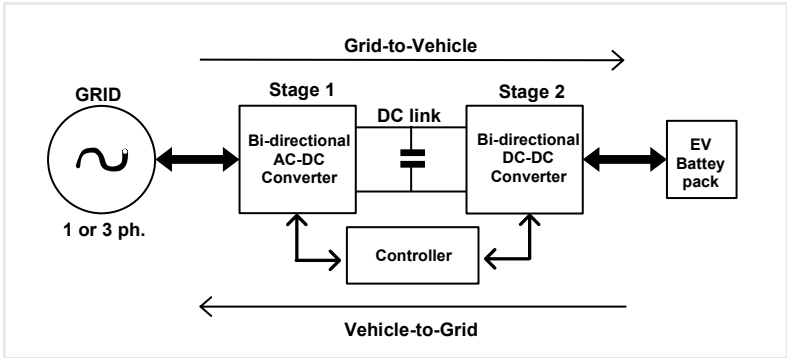 Grid-to-Vehicle
GRID
Stage 1
Stage 2
DC link
Bi-directional
AC-DC
Converter
Bi-directional
DC-DC
Converter
EV
Battey
pack
1 or 3 ph.
Controller
Vehicle-to-Grid